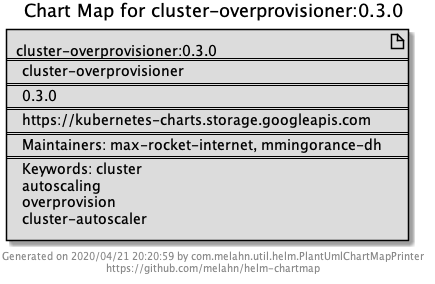 Chart Map for cluster-overprovisioner:0.3.0
cluster-overprovisioner:0.3.0
cluster-overprovisioner
0.3.0
https://kubernetes-charts.storage.googleapis.com
Maintainers: max-rocket-internet, mmingorance-dh
Keywords: cluster
autoscaling
overprovision
cluster-autoscaler
Generated on 2020/04/21 20:20:59 by com.melahn.util.helm.PlantUmlChartMapPrinter
https://github.com/melahn/helm-chartmap